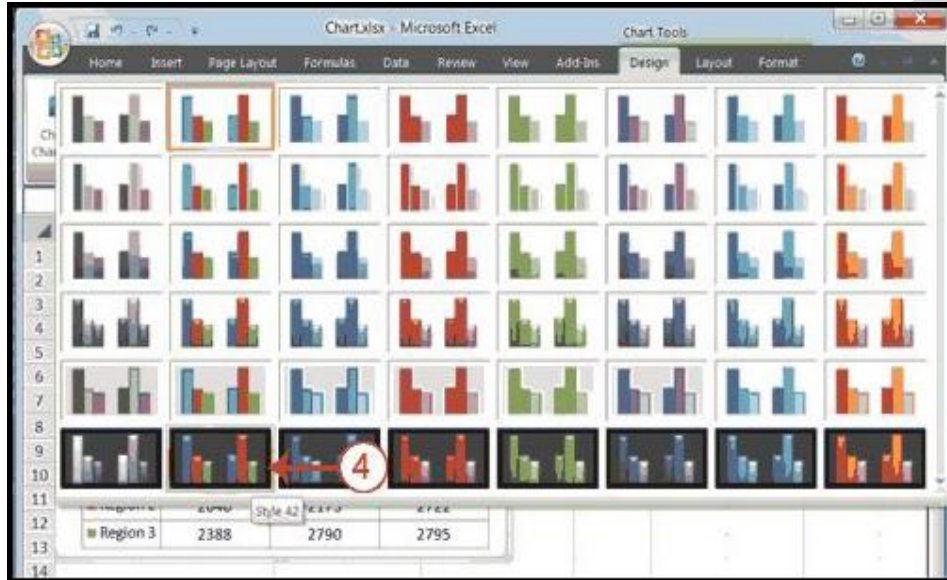 Chart.xlsx - Microsoft Excel
Chart Tools
Home Insert Page Layout Formulas Data Review View Add-Ins Design Layout Format
Ch
Char
1
2
3
4
5
6
7
8
9
10
4
11
Style 42
12
Region 3 2388 2790 2795
13
14